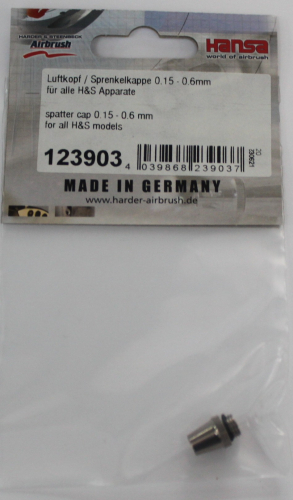 HARDER & STEENBECK
Airbrush
Hansa
world of airbrush
Luftkopf / Sprenkelkappe 0.15 - 0.6mm
für alle H&S Apparate
spatter cap 0.15 - 0.6 mm
for all H&S models
123903
4 039868 239037
MADE IN GERMANY
www.harder-airbrush.de